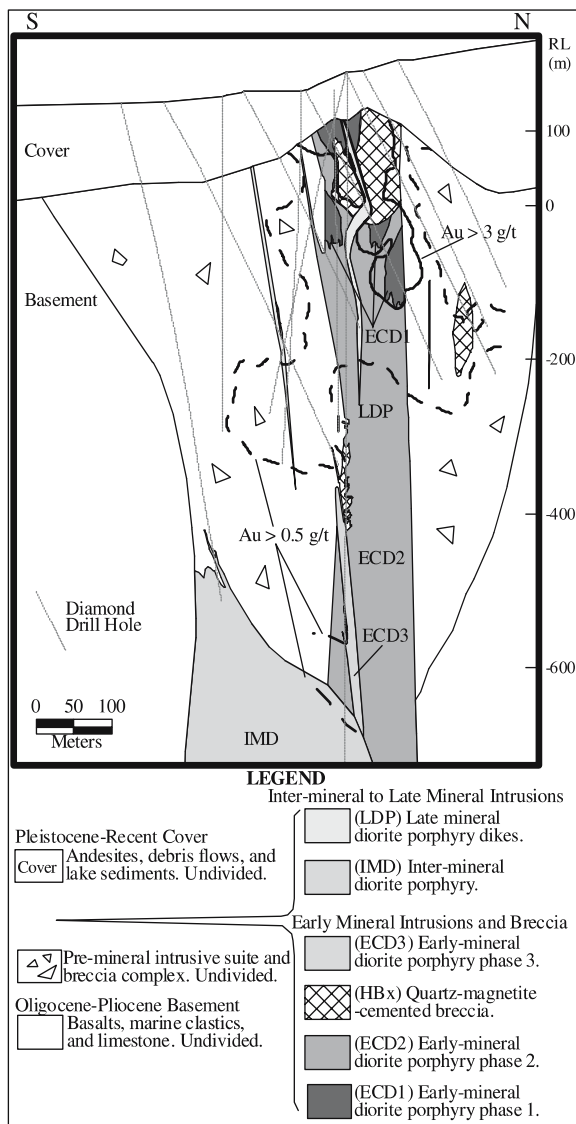 S
N
RL
(m)
100
Cover
0
Au > 3 g/t
Basement
ECD1
-200
LDP
-400
Au > 0.5 g/t
ECD2
Diamond
Drill Hole
ECD3
-600
0 50 100
Meters
IMD
LEGEND
Inter-mineral to Late Mineral Intrusions
(LDP) Late mineral
diorite porphyry dikes.
Pleistocene-Recent Cover
Cover
Andesites, debris flows, and
lake sediments. Undivided.
(IMD) Inter-mineral
diorite porphyry.
Early Mineral Intrusions and Breccia
(ECD3) Early-mineral
diorite porphyry phase 3.
Pre-mineral intrusive suite and
breccia complex. Undivided.
(HBx) Quartz-magnetite
-cemented breccia.
Oligocene-Pliocene Basement
Basalts, marine clastics,
and limestone. Undivided.
(ECD2) Early-mineral
diorite porphyry phase 2.
(ECD1) Early-mineral
diorite porphyry phase 1.